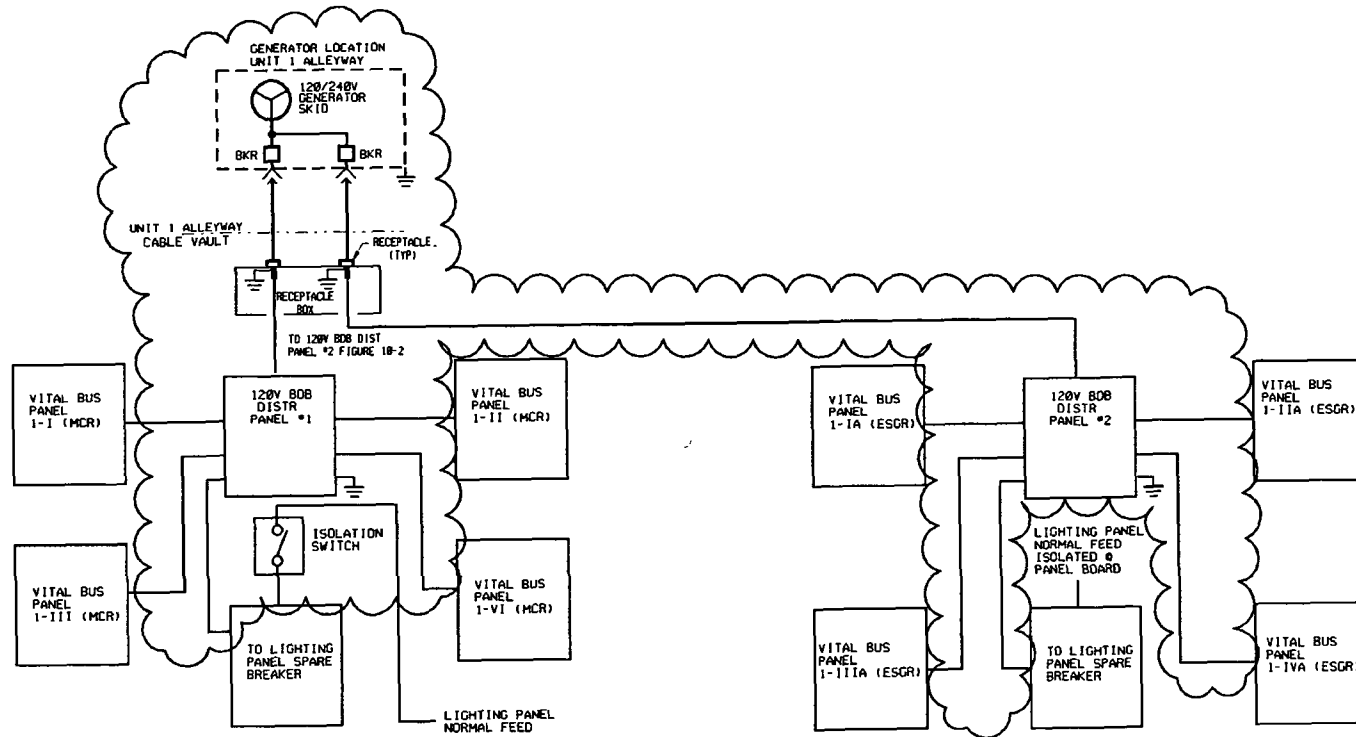 GENERATOR LOCATION
UNIT 1 ALLEYWAY
120/240V
GENERATOR
SKID
BKR
BKR
UNIT 1 ALLEYWAY
CABLE VAULT
RECEPTACLE.
(TYP)
RECEPTACLE
BOX
TO 120V BDB DIST
PANEL #2 FIGURE 10-2
VITAL BUS
PANEL
1-I (MCR)
120V BDB
DISTR
PANEL #1
VITAL BUS
PANEL
1-II (MCR)
VITAL BUS
PANEL
1-IA (ESGR)
120V BDB
DISTR
PANEL #2
VITAL BUS
PANEL
1-IIA (ESGR)
ISOLATION
SWITCH
LIGHTING PANEL
NORMAL FEED
ISOLATED @
PANEL BOARD
VITAL BUS
PANEL
1-III (MCR)
VITAL BUS
PANEL
1-VI (MCR)
TO LIGHTING
PANEL SPARE
BREAKER
VITAL BUS
PANEL
1-IIIA (ESGR)
TO LIGHTING
PANEL SPARE
BREAKER
VITAL BUS
PANEL
1-IVA (ESGR)
LIGHTING PANEL
NORMAL FEED